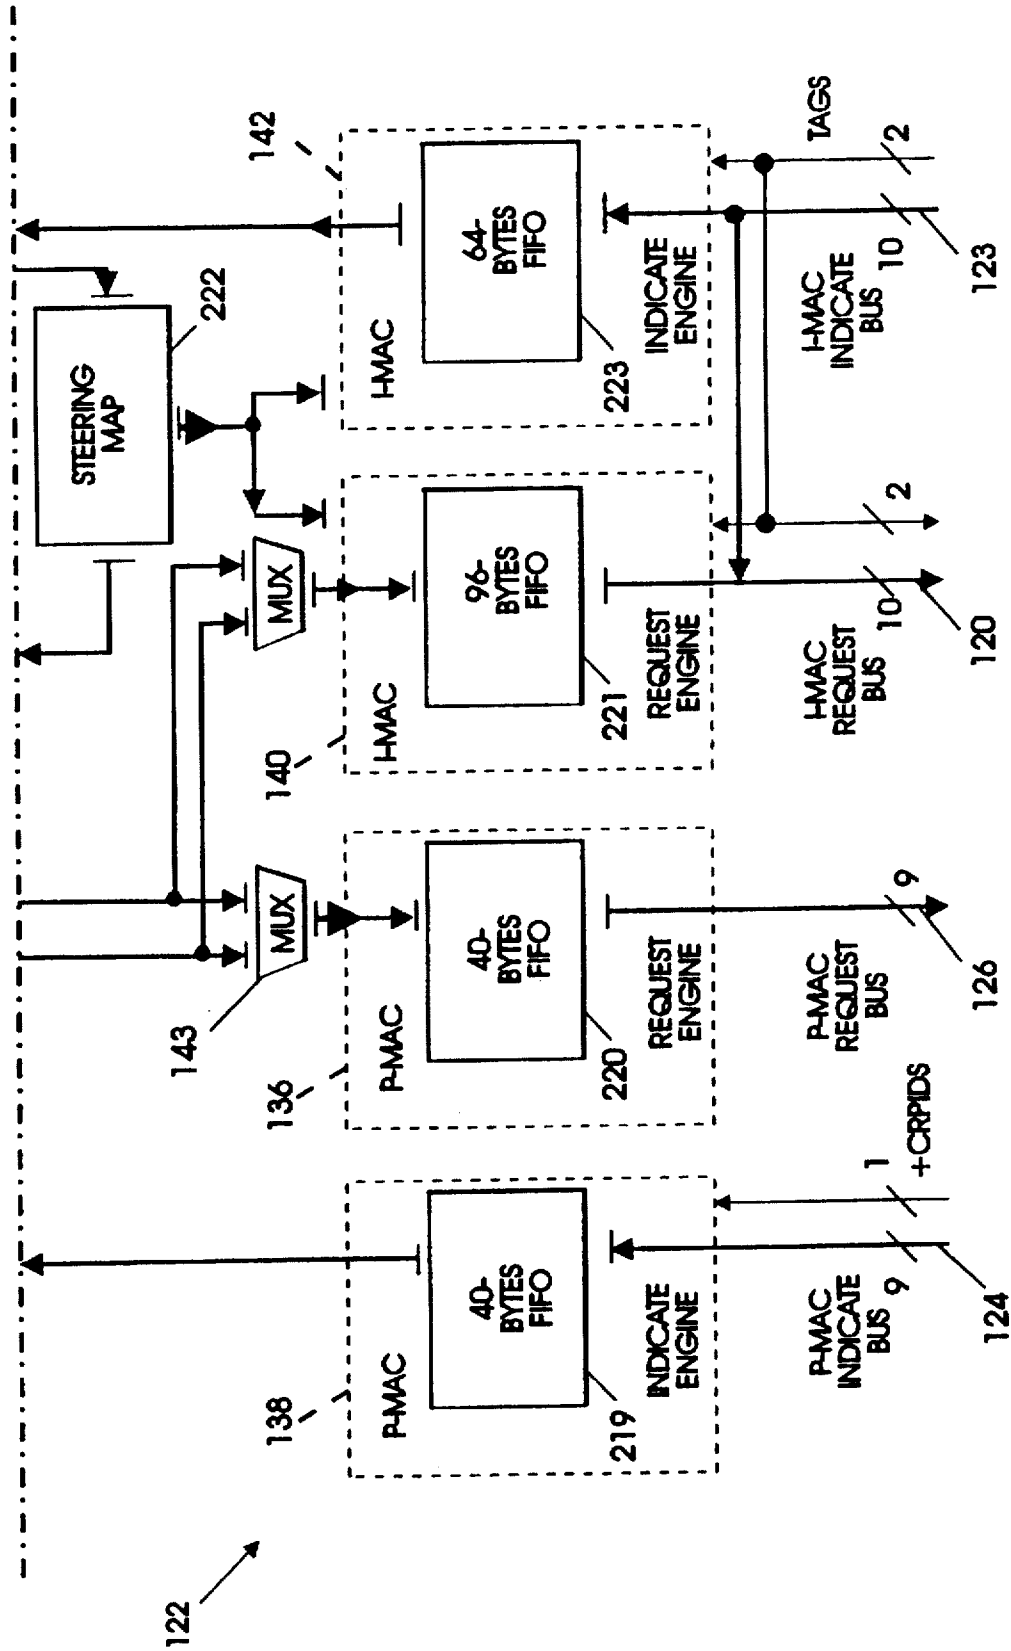 122
138
P-MAC
40-
BYTES
FIFO
219
INDICATE
ENGINE
P-MAC
INDICATE
BUS
9
124
1
+CRPIDS
143
MUX
136
P-MAC
40-
BYTES
FIFO
220
REQUEST
ENGINE
P-MAC
REQUEST
BUS
9
126
MUX
140
I-MAC
96-
BYTES
FIFO
221
REQUEST
ENGINE
I-MAC
REQUEST
BUS
10
120
2
STEERING
MAP
222
142
I-MAC
64-
BYTES
FIFO
223
INDICATE
ENGINE
I-MAC
INDICATE
BUS
10
123
TAGS
2